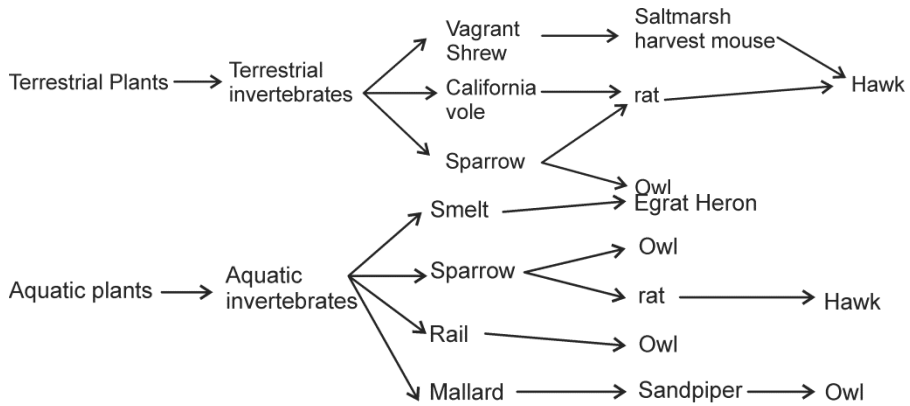 Vagrant
Shrew
Saltmarsh
harvest mouse
Terrestrial Plants
Terrestrial
invertebrates
California
vole
rat
Hawk
Sparrow
Owl
Smelt
Egrat Heron
Aquatic plants
Aquatic
invertebrates
Sparrow
Owl
rat
Hawk
Rail
Owl
Mallard
Sandpiper
Owl